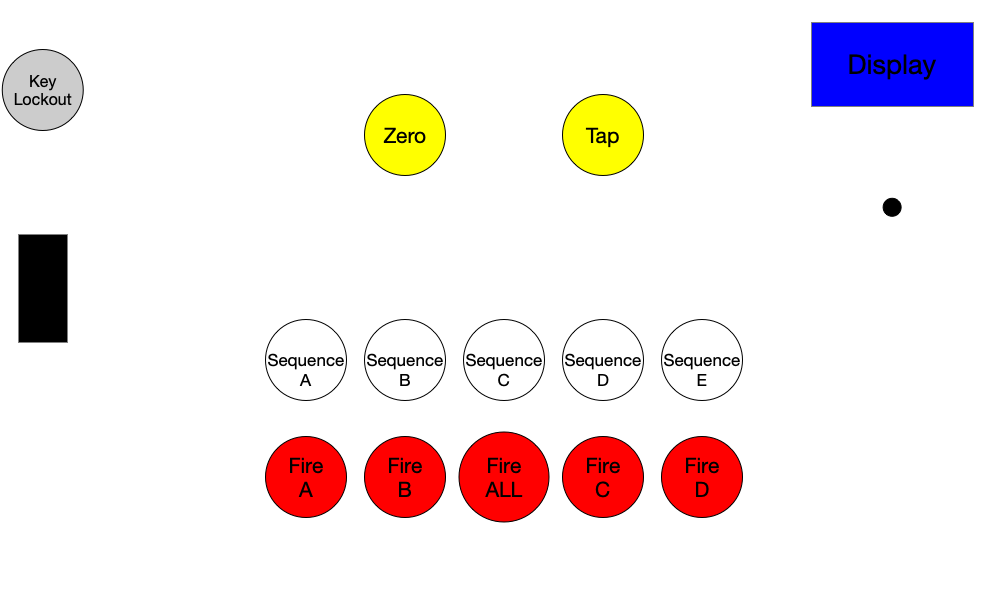 Key
Lockout
Display
Zero
Tap
Sequence
A
Sequence
B
Sequence
C
Sequence
D
Sequence
E
Fire
A
Fire
B
Fire
ALL
Fire
C
Fire
D